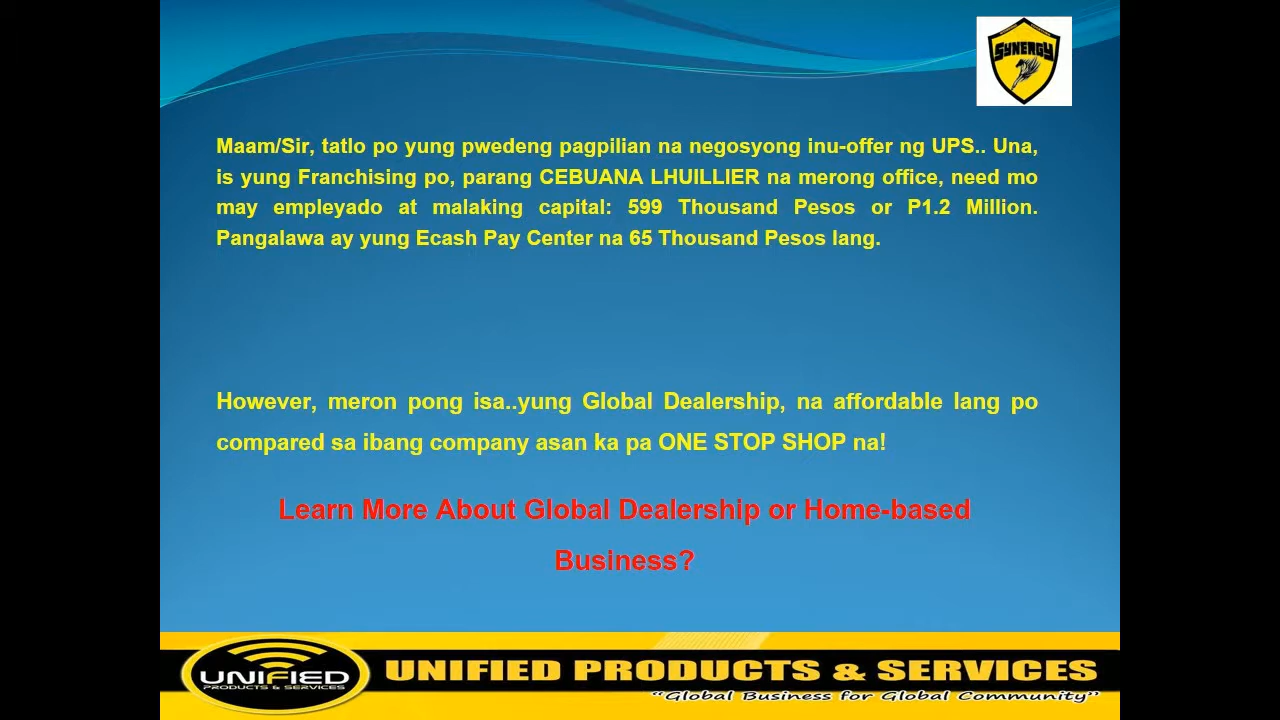 SYNERGY
Maam/Sir, tatlo po yung pwedeng pagpilian na negosyong inu-offer ng UPS.. Una,
is yung Franchising po, parang CEBUANA LHUILLIER na merong office, need mo
may empleyado at malaking capital: 599 Thousand Pesos or P1.2 Million.
Pangalawa ay yung Ecash Pay Center na 65 Thousand Pesos lang.
However, meron pong isa..yung Global Dealership, na affordable lang po
compared sa ibang company asan ka pa ONE STOP SHOP na!
Learn More About Global Dealership or Home-based
Business?
UNIFIED
PRODUCTS & SERVICES
UNIFIED PRODUCTS & SERVICES
“Global Business for Global Community”